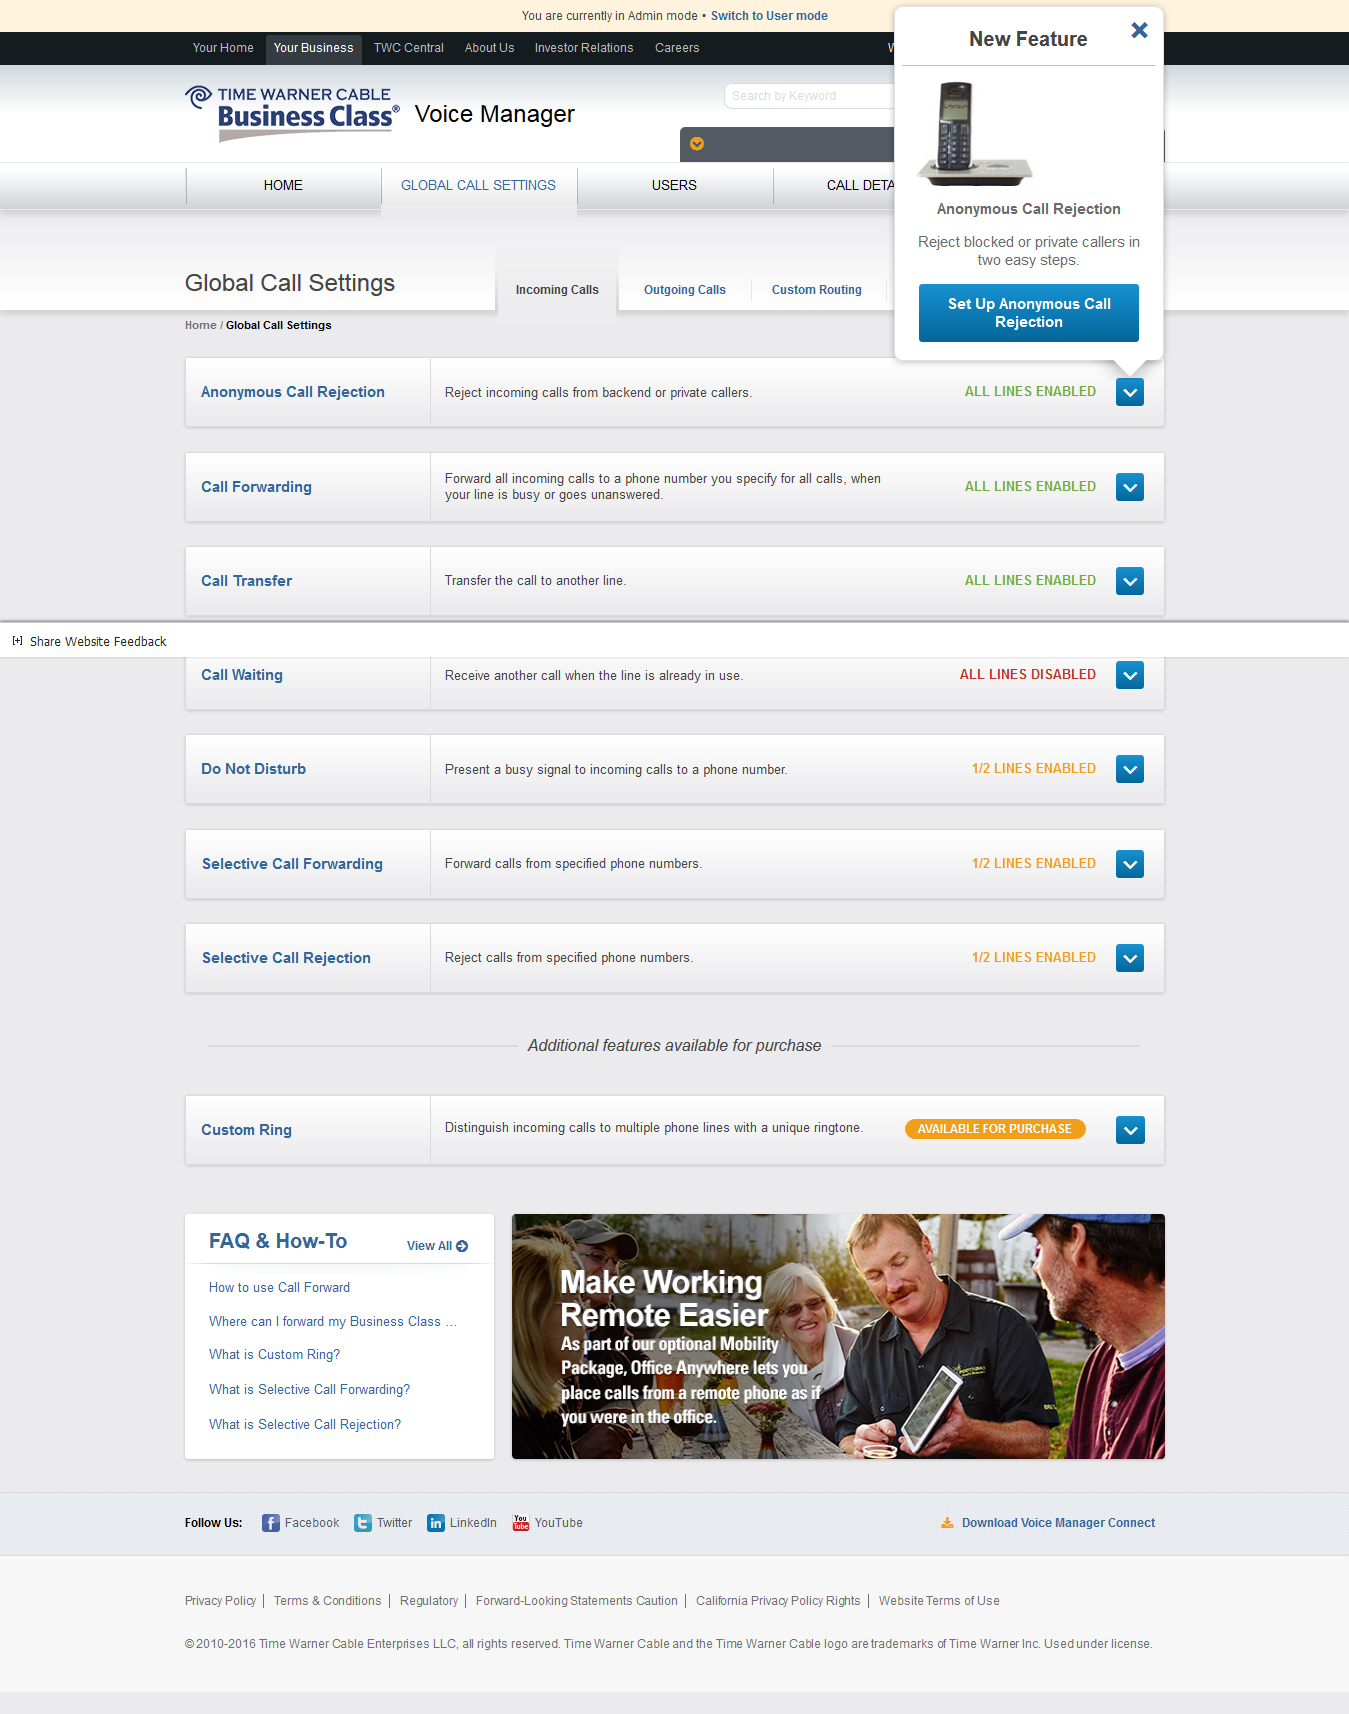 You are currently in Admin mode • Switch to User mode
Your Home Your Business TWC Central About Us Investor Relations Careers
TIME WARNER CABLE
Business Class®
Voice Manager
Search by Keyword
HOME GLOBAL CALL SETTINGS USERS
New Feature
Anonymous Call Rejection
Reject blocked or private callers in
two easy steps.
Set Up Anonymous Call
Rejection
Global Call Settings
Incoming Calls Outgoing Calls Custom Routing
Home / Global Call Settings
Anonymous Call Rejection
Reject incoming calls from backend or private callers.
ALL LINES ENABLED
Call Forwarding
Forward all incoming calls to a phone number you specify for all calls, when
your line is busy or goes unanswered.
ALL LINES ENABLED
Call Transfer
Transfer the call to another line.
ALL LINES ENABLED
[+] Share Website Feedback
Call Waiting
Receive another call when the line is already in use.
ALL LINES DISABLED
Do Not Disturb
Present a busy signal to incoming calls to a phone number.
1/2 LINES ENABLED
Selective Call Forwarding
Forward calls from specified phone numbers.
1/2 LINES ENABLED
Selective Call Rejection
Reject calls from specified phone numbers.
1/2 LINES ENABLED
Additional features available for purchase
Custom Ring
Distinguish incoming calls to multiple phone lines with a unique ringtone.
AVAILABLE FOR PURCHASE
FAQ & How-To
View All
How to use Call Forward
Where can I forward my Business Class ...
What is Custom Ring?
What is Selective Call Forwarding?
What is Selective Call Rejection?
Make Working
Remote Easier
As part of our optional Mobility
Package, Office Anywhere lets you
place calls from a remote phone as if
you were in the office.
Follow Us: Facebook Twitter LinkedIn You Tube YouTube
Download Voice Manager Connect
Privacy Policy | Terms & Conditions | Regulatory | Forward-Looking Statements Caution | California Privacy Policy Rights | Website Terms of Use
© 2010-2016 Time Warner Cable Enterprises LLC, all rights reserved. Time Warner Cable and the Time Warner Cable logo are trademarks of Time Warner Inc. Used under license.